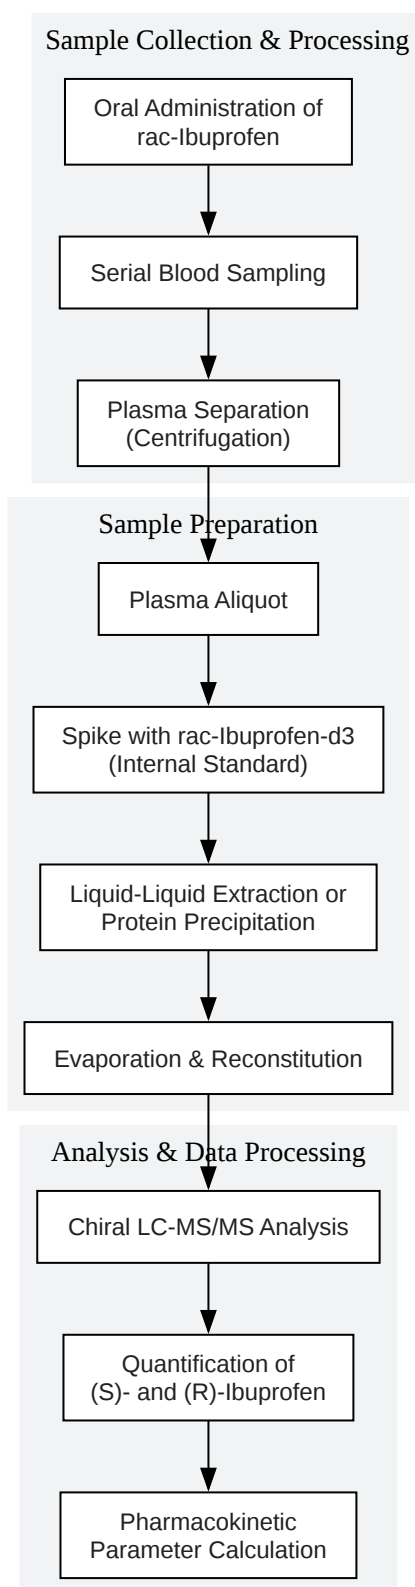 Sample Collection & Processing
Oral Administration of
rac-Ibuprofen
Serial Blood Sampling
Plasma Separation
(Centrifugation)
Sample Preparation
Plasma Aliquot
Spike with rac-Ibuprofen-d3
(Internal Standard)
Liquid-Liquid Extraction or
Protein Precipitation
Evaporation & Reconstitution
Analysis & Data Processing
Chiral LC-MS/MS Analysis
Quantification of
(S)- and (R)-Ibuprofen
Pharmacokinetic
Parameter Calculation